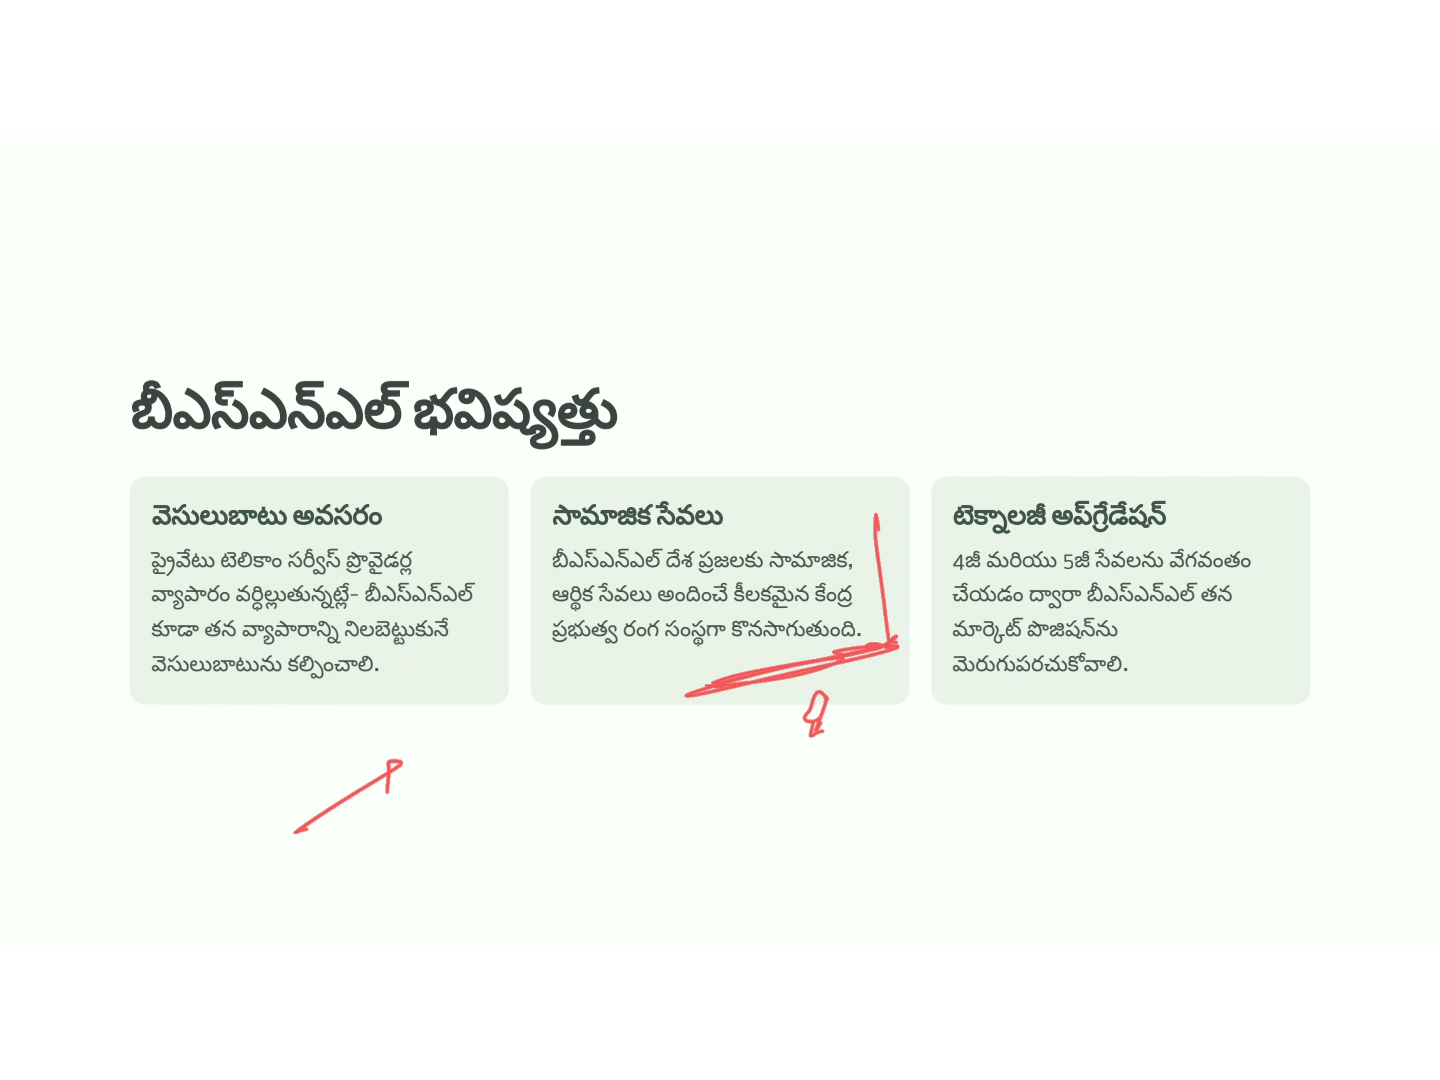 బీఎస్ఎన్ఎల్ భవిష్యత్తు
వెసులుబాటు అవసరం
ప్రైవేటు టెలికాం సర్వీస్ ప్రొవైడర్ల
వ్యాపారం వర్ధిల్లుతున్నట్లే- బీఎస్ఎన్ఎల్
కూడా తన వ్యాపారాన్ని నిలబెట్టుకునే
వెసులుబాటును కల్పించాలి.
సామాజిక సేవలు
బీఎస్ఎన్ఎల్ దేశ ప్రజలకు సామాజిక,
ఆర్థిక సేవలు అందించే కీలకమైన కేంద్ర
ప్రభుత్వ రంగ సంస్థగా కొనసాగుతుంది.
టెక్నాలజీ అప్‌గ్రేడేషన్
4జీ మరియు 5జీ సేవలను వేగవంతం
చేయడం ద్వారా బీఎస్ఎన్ఎల్ తన
మార్కెట్ పొజిషన్‌ను
మెరుగుపరచుకోవాలి.